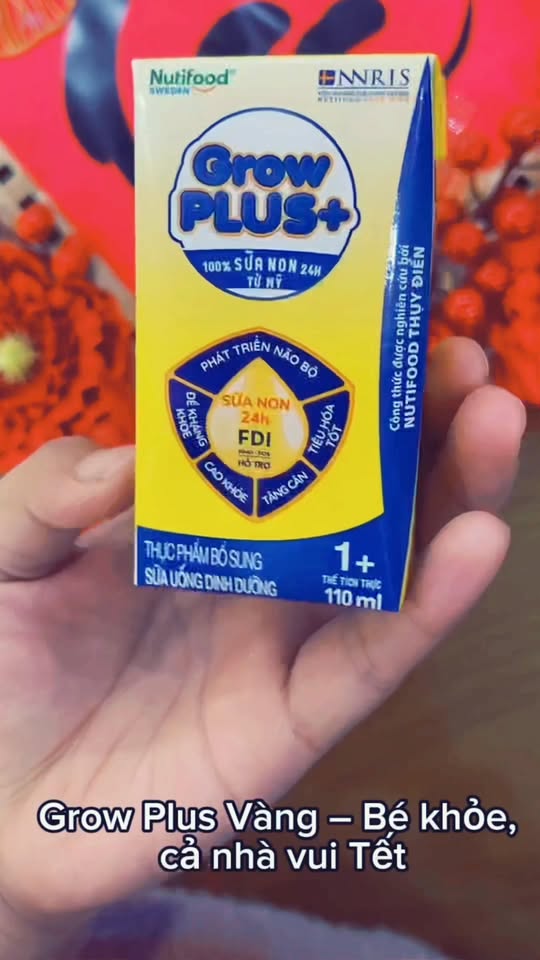 Nutifood
SWEDEN
NNRIS
Grow
PLUS+
100% SỮA NON 24H
TỪ MỸ
Công thức được nghiên cứu bởi
NUTIFOOD THỤY ĐIỂN
PHÁT TRIỂN NÃO BỘ
ĐỀ KHÁNG
KHỎE
SỮA NON
24h
FDI
HỖ TRỢ
TIÊU HÓA
TỐT
CAO KHỎE
TĂNG CÂN
THỰC PHẨM BỔ SUNG
SỮA UỐNG DINH DƯỠNG
1+
THỂ TÍCH THỰC
110 ml
Grow Plus Vàng – Bé khỏe,
cả nhà vui Tết